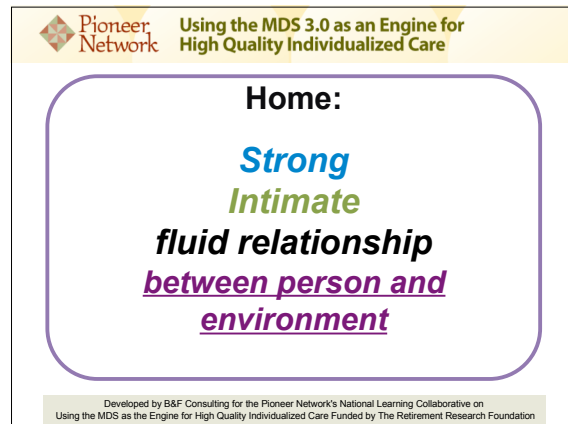 Pioneer
Network
Using the MDS 3.0 as an Engine for
High Quality Individualized Care
Home:
Strong
Intimate
fluid relationship
between person and
environment
Developed by B&F Consulting for the Pioneer Network's National Learning Collaborative on
Using the MDS as the Engine for High Quality Individualized Care Funded by The Retirement Research Foundation